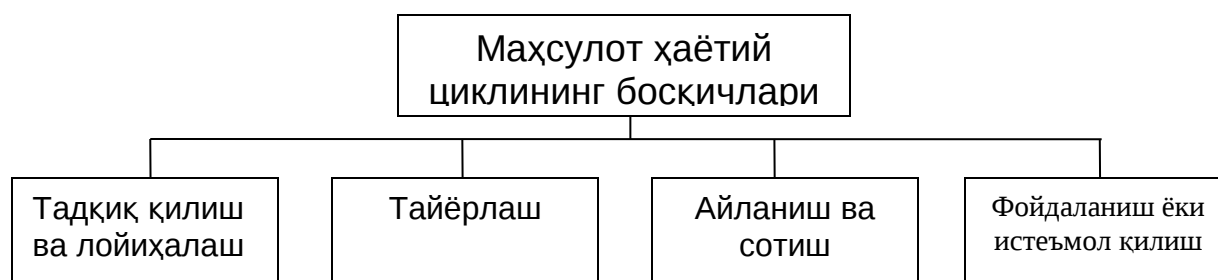 Маҳсулот ҳаётий
циклининг босқичлари
Тадқиқ қилиш
ва лойиҳалаш
Тайёрлаш
Айланиш ва
сотиш
Фойдаланиш ёки
истеъмол қилиш